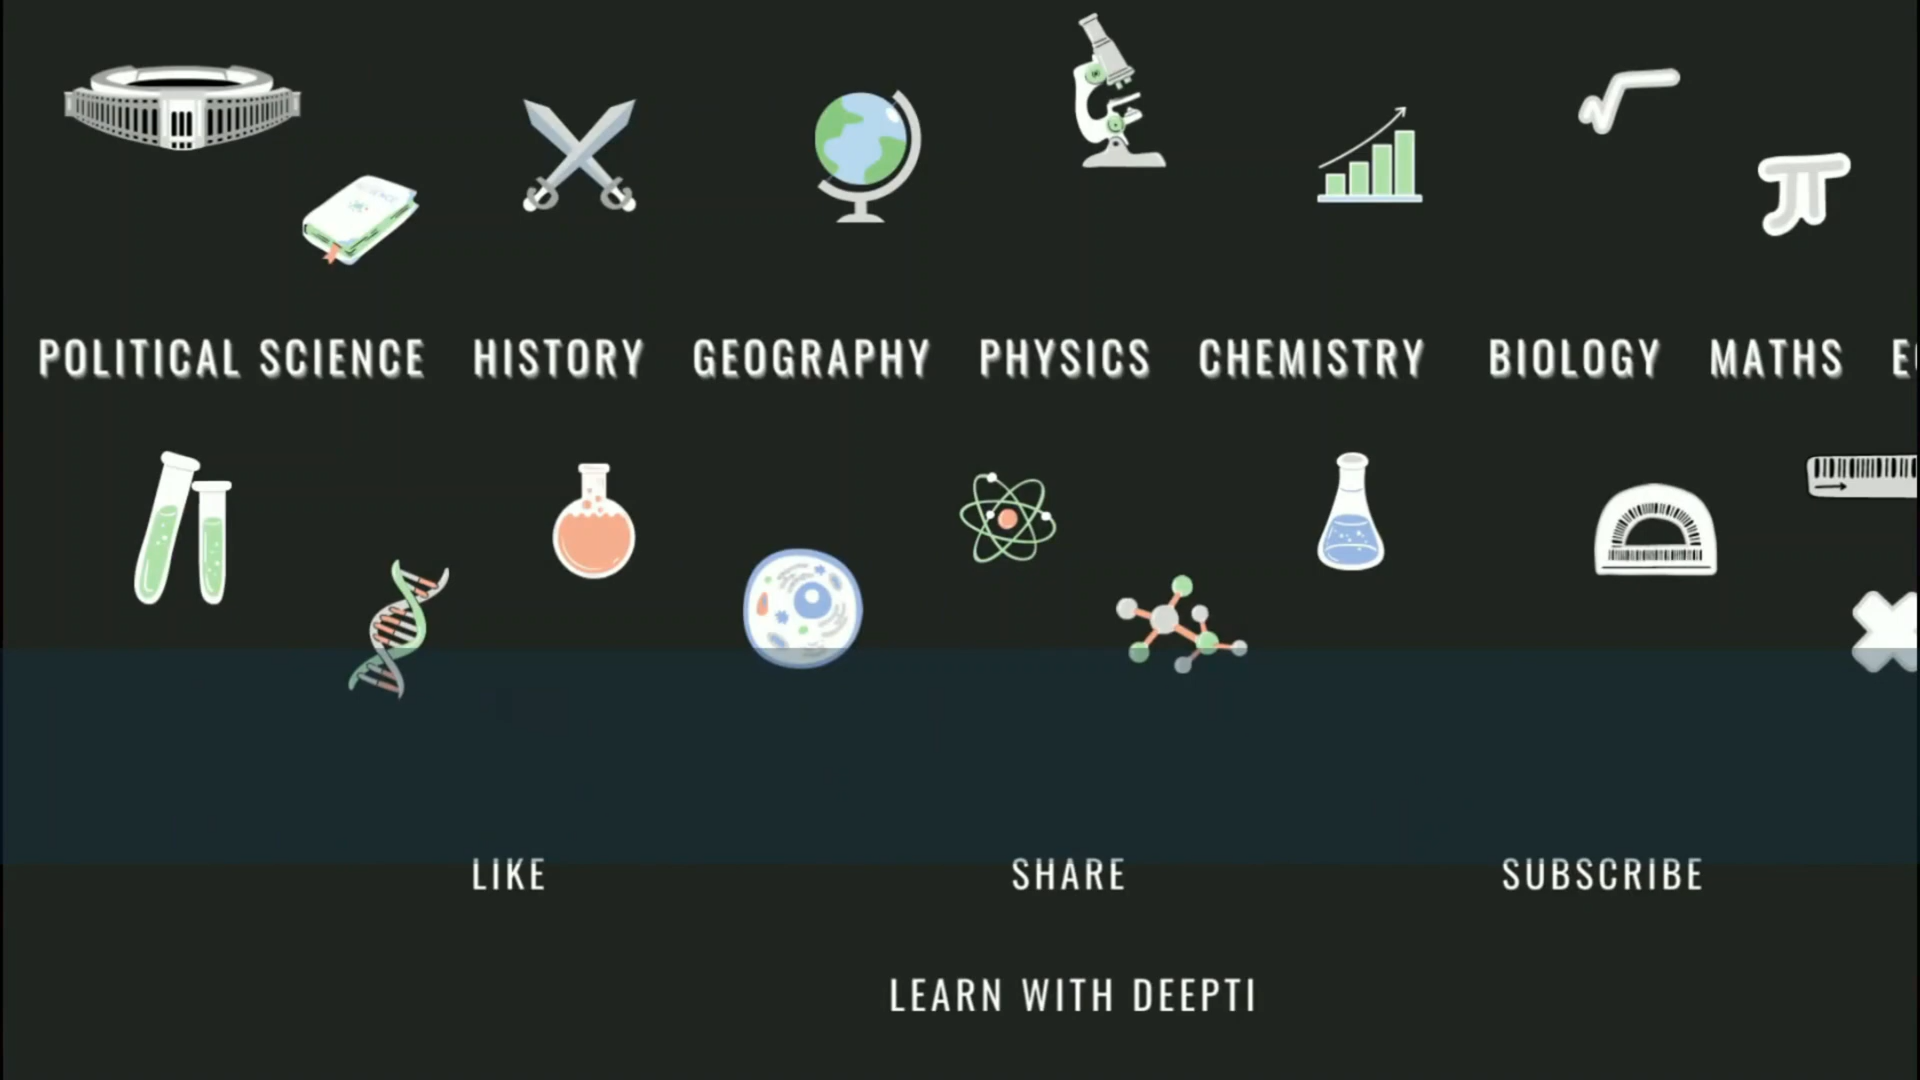 POLITICAL SCIENCE HISTORY GEOGRAPHY PHYSICS CHEMISTRY BIOLOGY MATHS
LIKE SHARE SUBSCRIBE
LEARN WITH DEEPTI